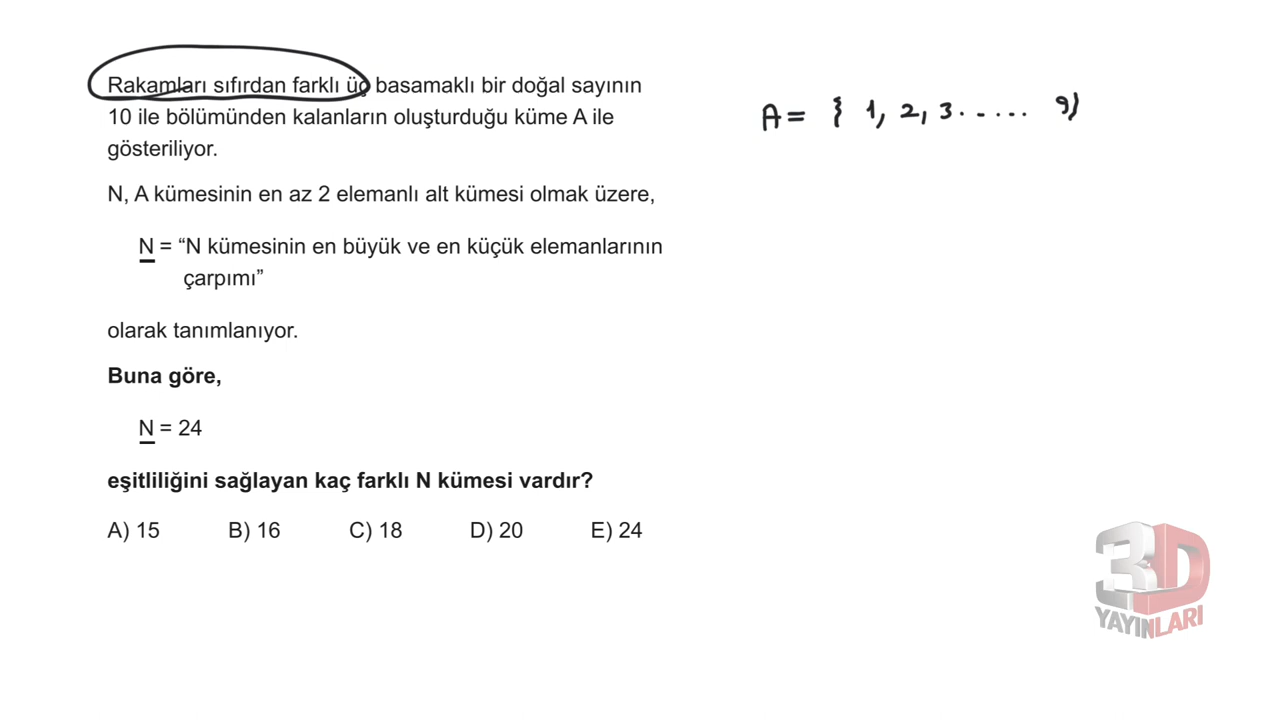 Rakamları sıfırdan farklı üç basamaklı bir doğal sayının
10 ile bölümünden kalanların oluşturduğu küme A ile
gösteriliyor.
N, A kümesinin en az 2 elemanlı alt kümesi olmak üzere,
N = “N kümesinin en büyük ve en küçük elemanlarının
çarpımı”
olarak tanımlanıyor.
Buna göre,
N = 24
eşitliliğini sağlayan kaç farklı N kümesi vardır?
A) 15 B) 16 C) 18 D) 20 E) 24
A = { 1, 2, 3 . - . . . 9}
3D
YAYINLARI